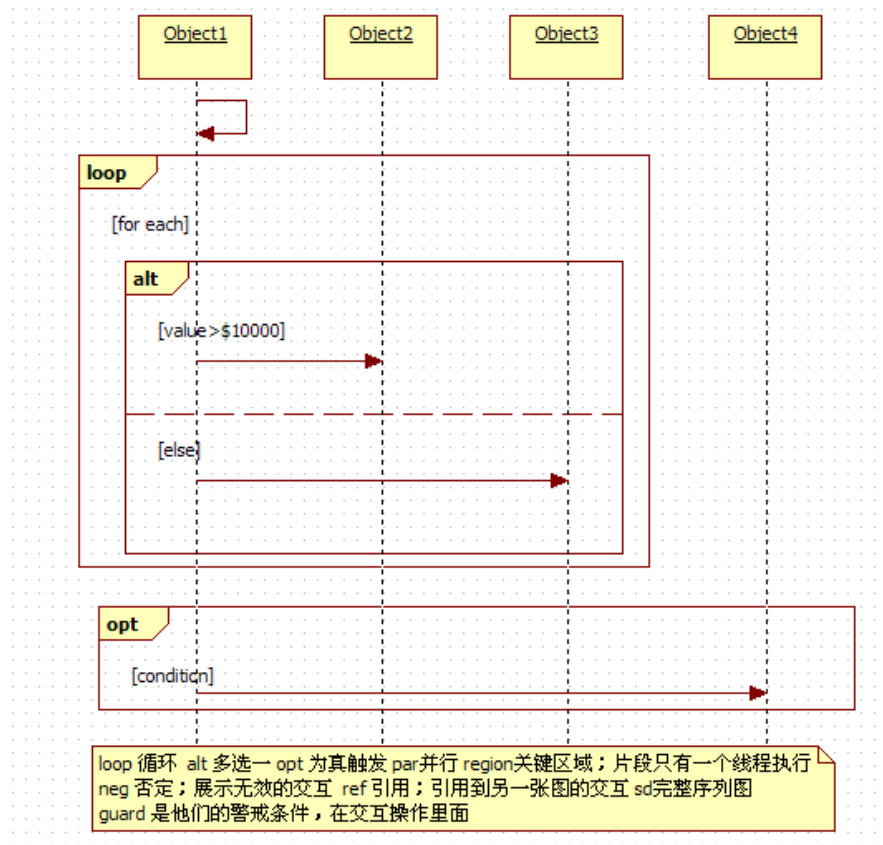 Object1 Object2 Object3 Object4
loop
[for each]
alt
[value>$10000]
[else]
opt
[condition]
loop 循环 alt 多选一 opt 为真触发 par并行 region关键区域；片段只有一个线程执行
neg 否定；展示无效的交互 ref 引用；引用到另一张图的交互 sd完整序列图
guard 是他们的警戒条件，在交互操作里面